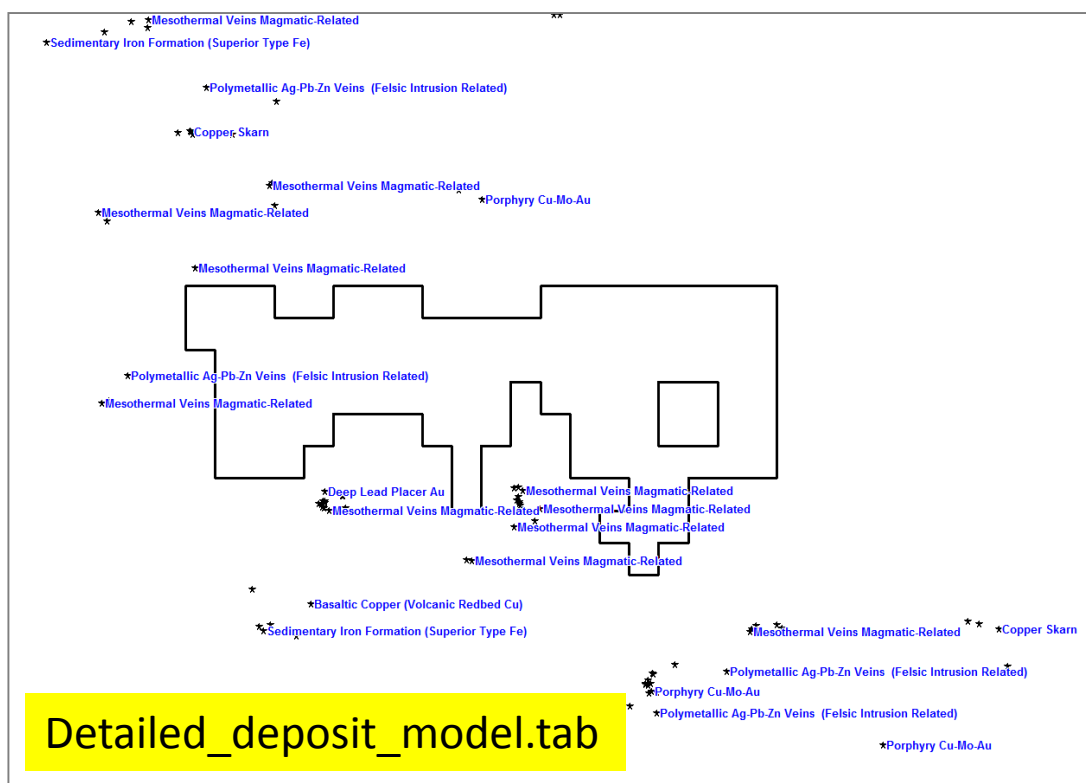 Mesothermal Veins Magmatic-Related
Sedimentary Iron Formation (Superior Type Fe)
Polymetallic Ag-Pb-Zn Veins (Felsic Intrusion Related)
Copper Skarn
Mesothermal Veins Magmatic-Related
Porphyry Cu-Mo-Au
Mesothermal Veins Magmatic-Related
Mesothermal Veins Magmatic-Related
Polymetallic Ag-Pb-Zn Veins (Felsic Intrusion Related)
Mesothermal Veins Magmatic-Related
Deep Lead Placer Au
Mesothermal Veins Magmatic-Related
Mesothermal Veins Magmatic-Related
Mesothermal Veins Magmatic-Related
Mesothermal Veins Magmatic-Related
Mesothermal Veins Magmatic-Related
Basaltic Copper (Volcanic Redbed Cu)
Sedimentary Iron Formation (Superior Type Fe)
Mesothermal Veins Magmatic-Related
Copper Skarn
Polymetallic Ag-Pb-Zn Veins (Felsic Intrusion Related)
Porphyry Cu-Mo-Au
Polymetallic Ag-Pb-Zn Veins (Felsic Intrusion Related)
Porphyry Cu-Mo-Au
Detailed_deposit_model.tab